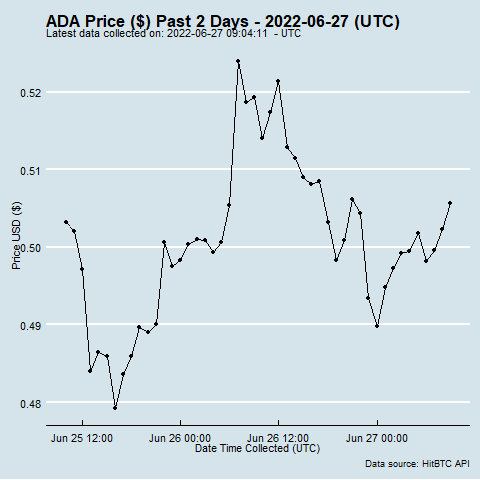 ADA Price ($) Past 2 Days - 2022-06-27 (UTC)
Latest data collected on: 2022-06-27 09:04:11 - UTC
0.52
0.51
0.50
0.49
0.48
Price USD ($)
Jun 25 12:00 Jun 26 00:00 Jun 26 12:00 Jun 27 00:00
Date Time Collected (UTC)
Data source: HitBTC API